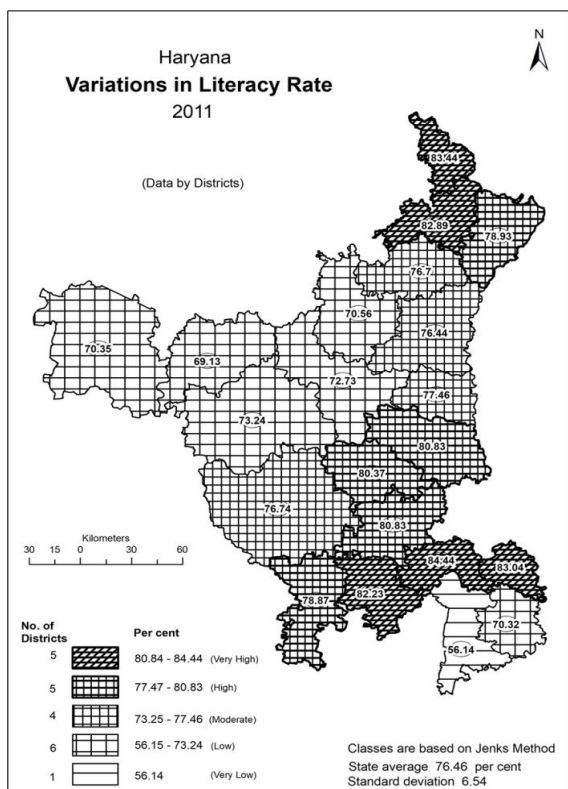 Haryana
Variations in Literacy Rate
2011
N
(Data by Districts)
83.44
82.89
78.93
76.7
70.56
76.44
70.35
69.13
72.73
77.46
73.24
80.83
80.37
76.74
80.83
84.44
83.04
78.87
82.23
70.32
56.14
Kilometers
30 15 0 30 60
No. of Districts Per cent
5 80.84 - 84.44 (Very High)
5 77.47 - 80.83 (High)
4 73.25 - 77.46 (Moderate)
6 56.15 - 73.24 (Low)
1 56.14 (Very Low)
Classes are based on Jenks Method
State average 76.46 per cent
Standard deviation 6.54